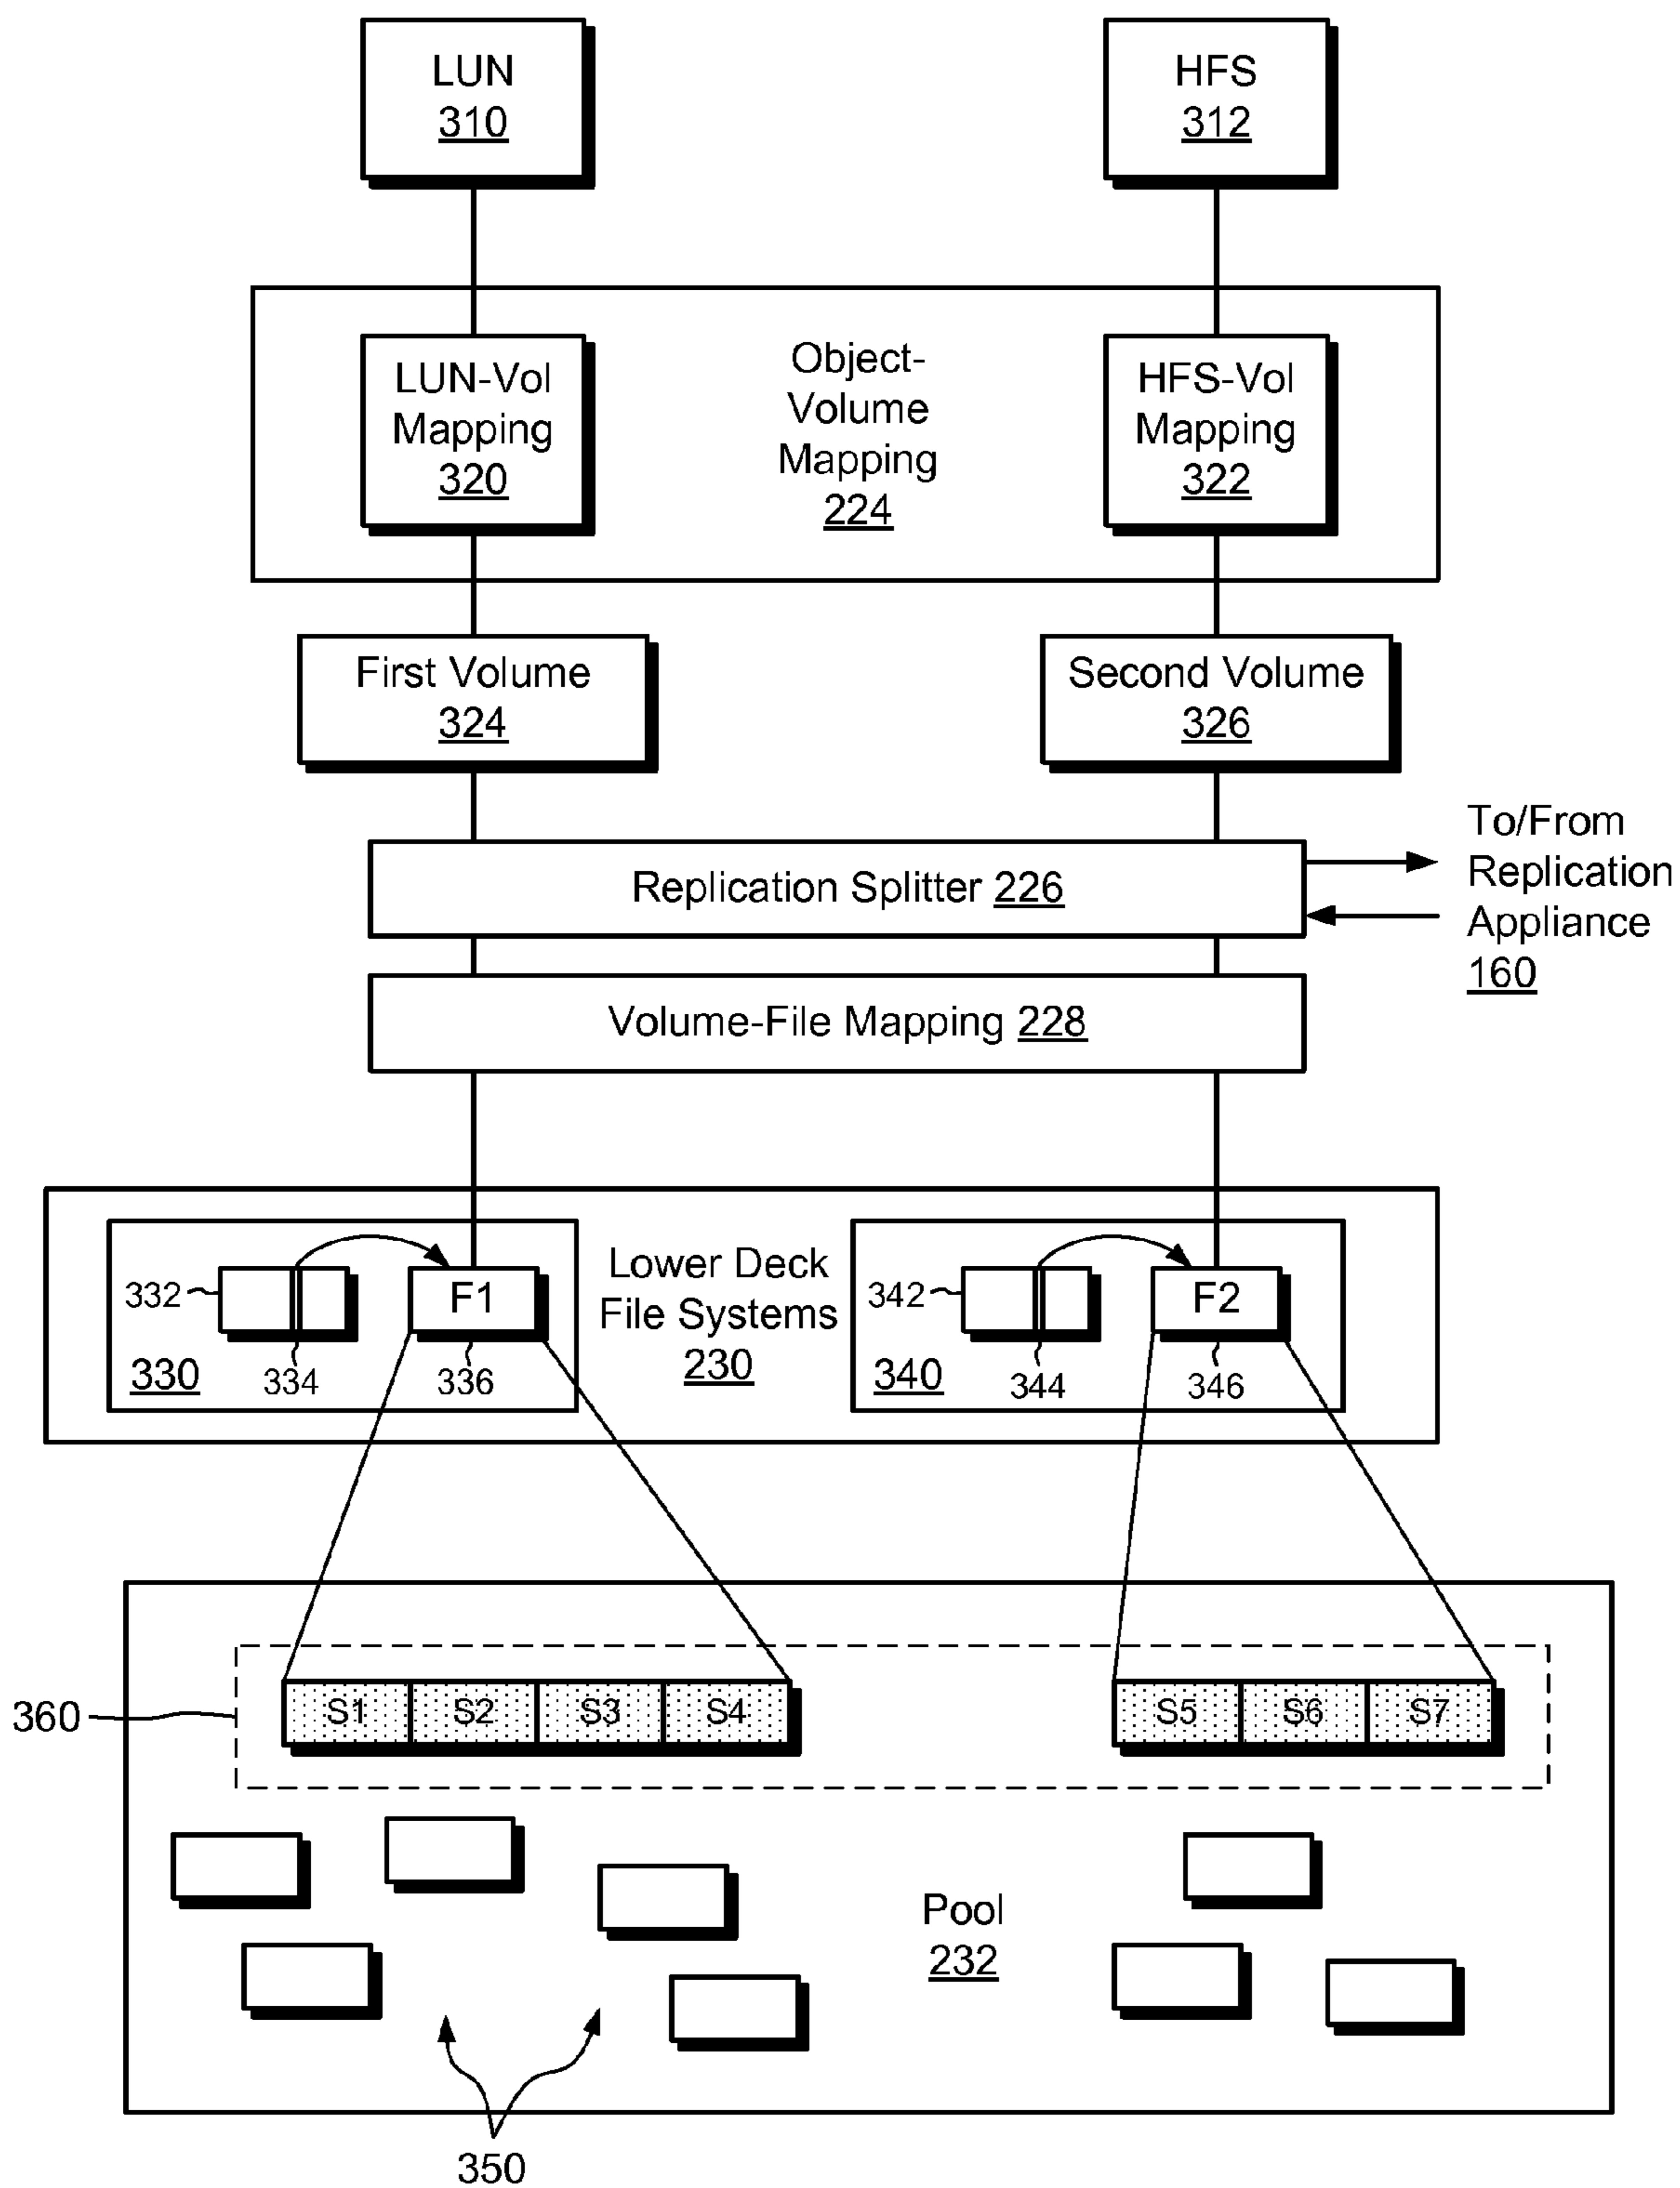 LUN
310
HFS
312
LUN-Vol
Mapping
320
Object-
Volume
Mapping
224
HFS-Vol
Mapping
322
First Volume
324
Second Volume
326
Replication Splitter 226
To/From
Replication
Appliance
160
Volume-File Mapping 228
332
334
330
F1
336
Lower Deck
File Systems
230
342
344
340
F2
346
360
S1 S2 S3 S4
S5 S6 S7
Pool
232
350